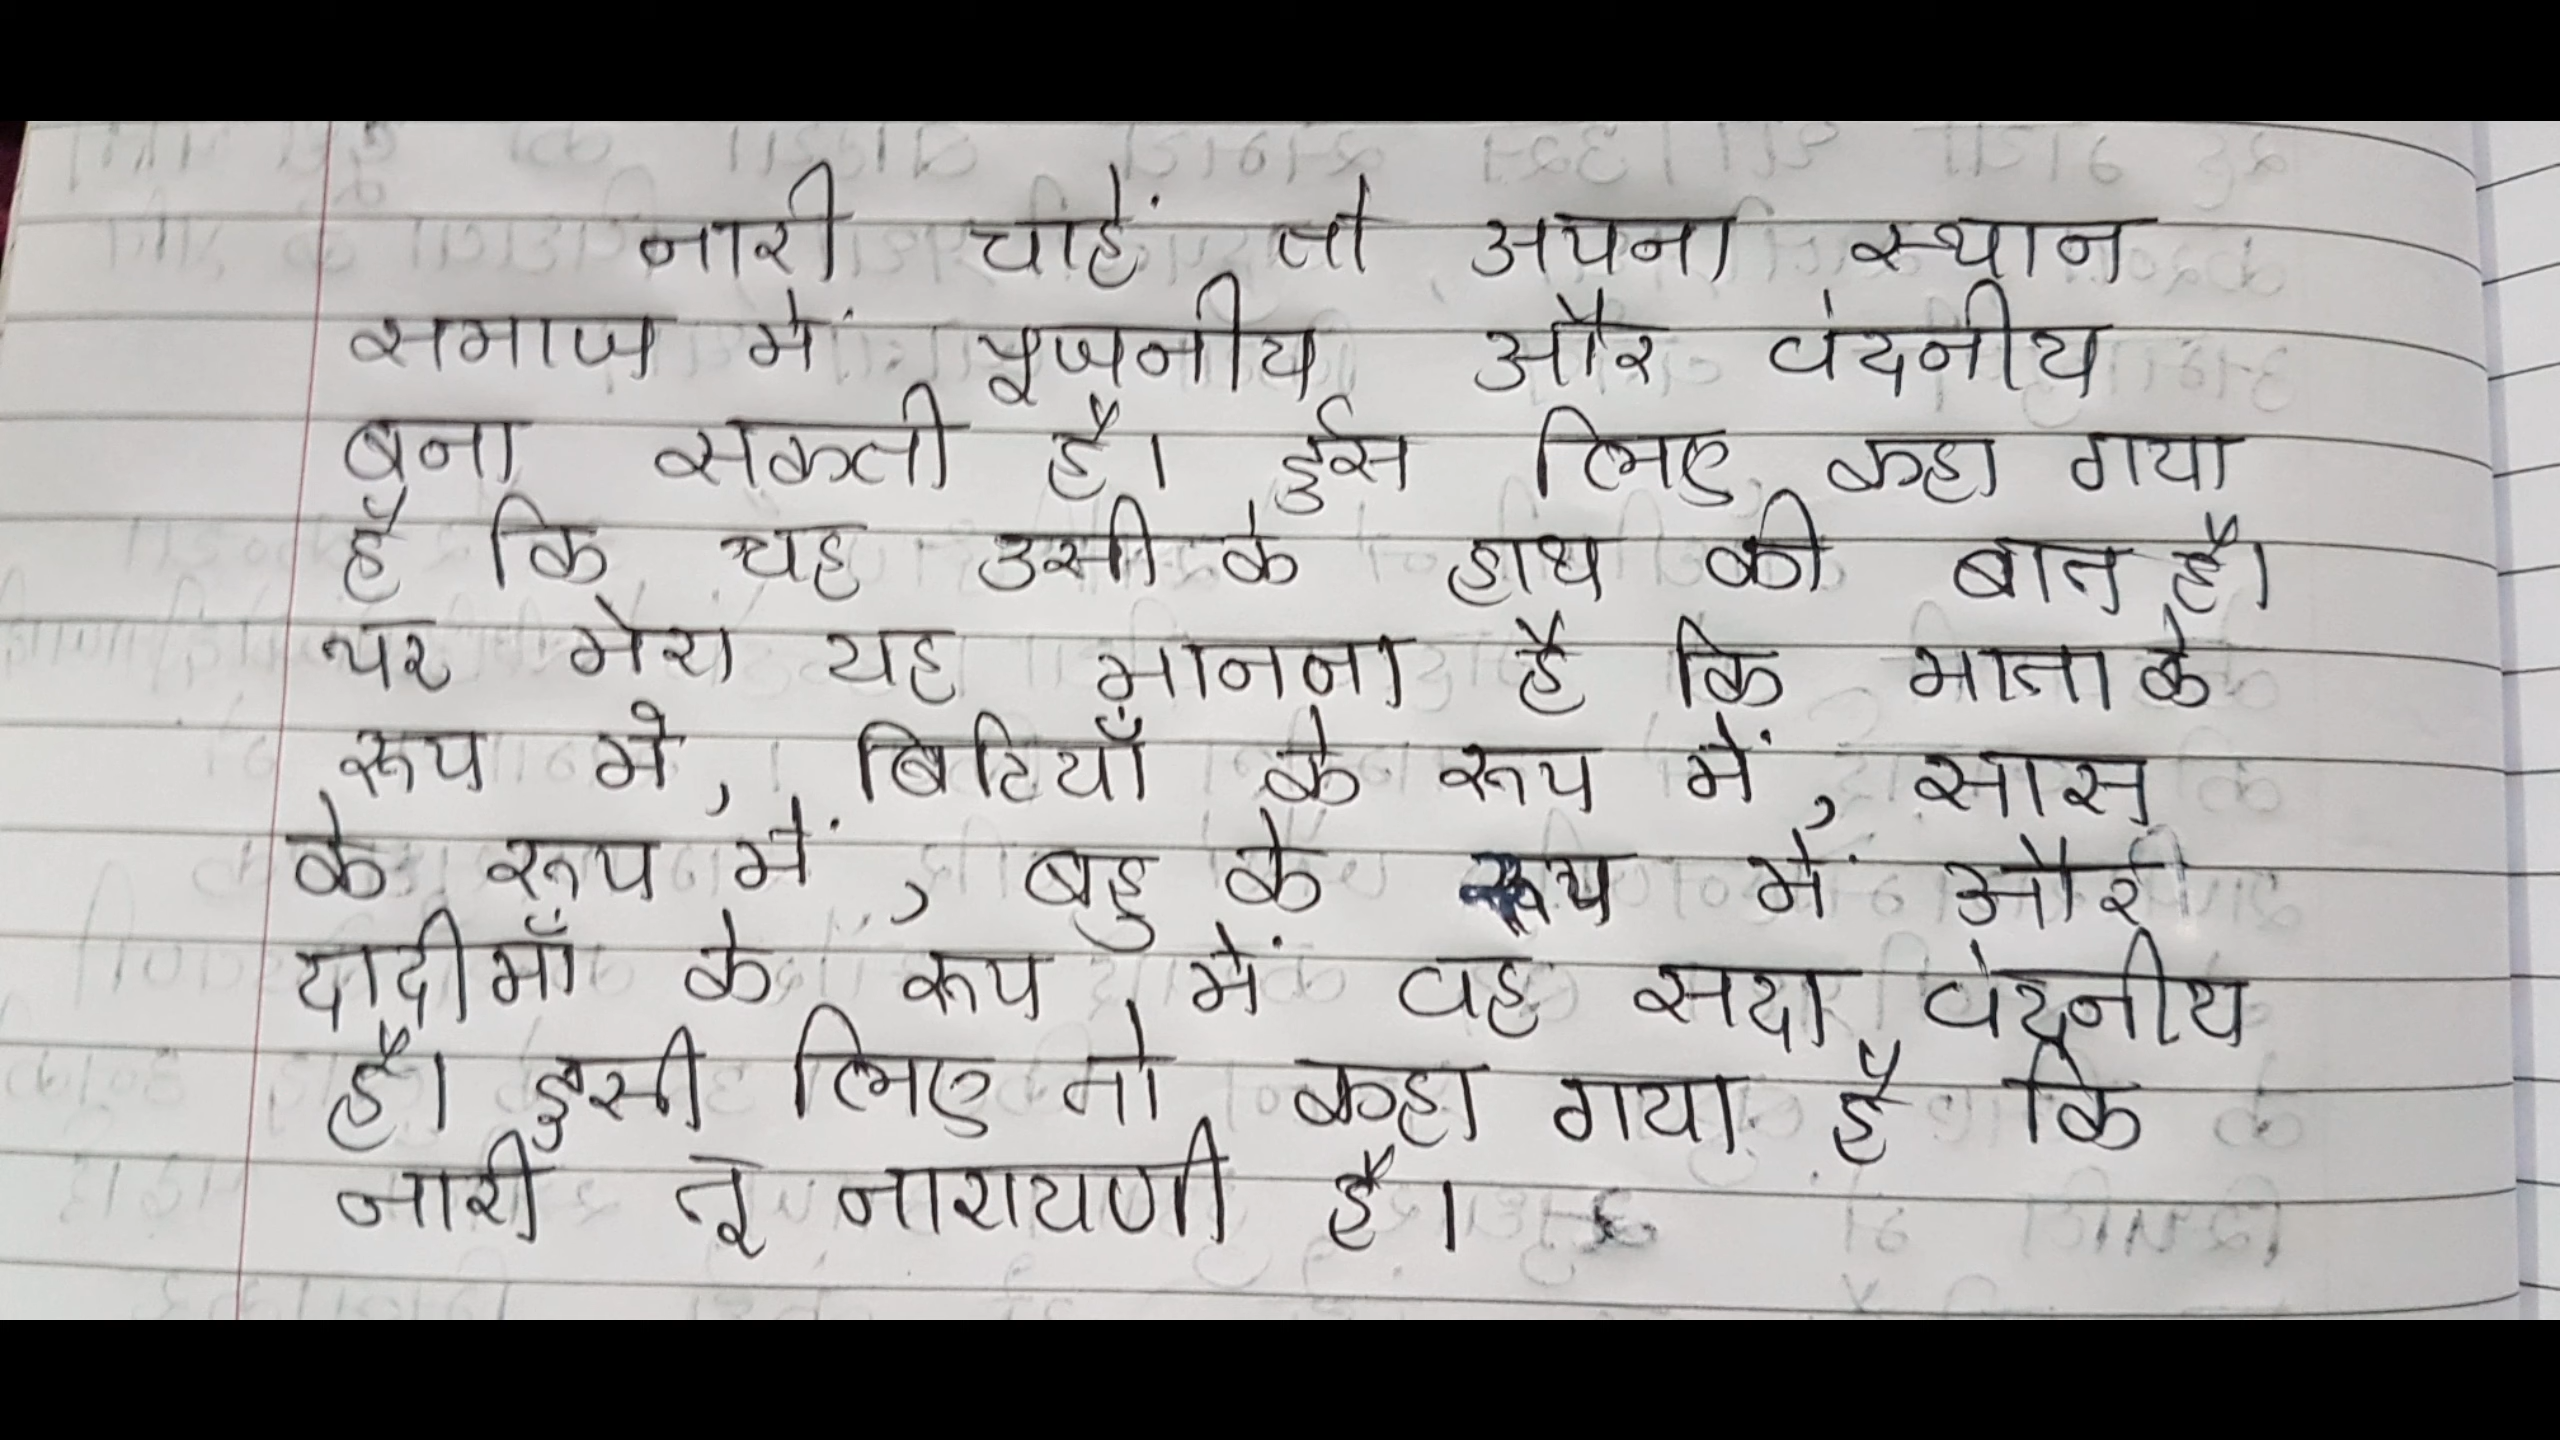 नारी चाहें तो अपना स्थान
समाज में पूजनीय और वंदनीय
बना सकती है। ईस लिए कहा गया
है कि यह उसी के हाथ की बात है।
पर मेरा यह मानना है कि माता के
रूप मे, बिटियाँ के रूप में, सास
के रूप में, बहु के रूप में और
दादीमाँ के रूप में वह सदा वंदनीय
है। इसी लिए तो कहा गया है कि
नारी तू नारायणी है।